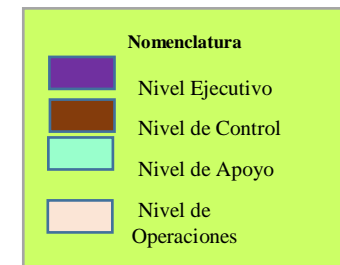 Nomenclatura
Nivel Ejecutivo
Nivel de Control
Nivel de Apoyo
Nivel de
Operaciones